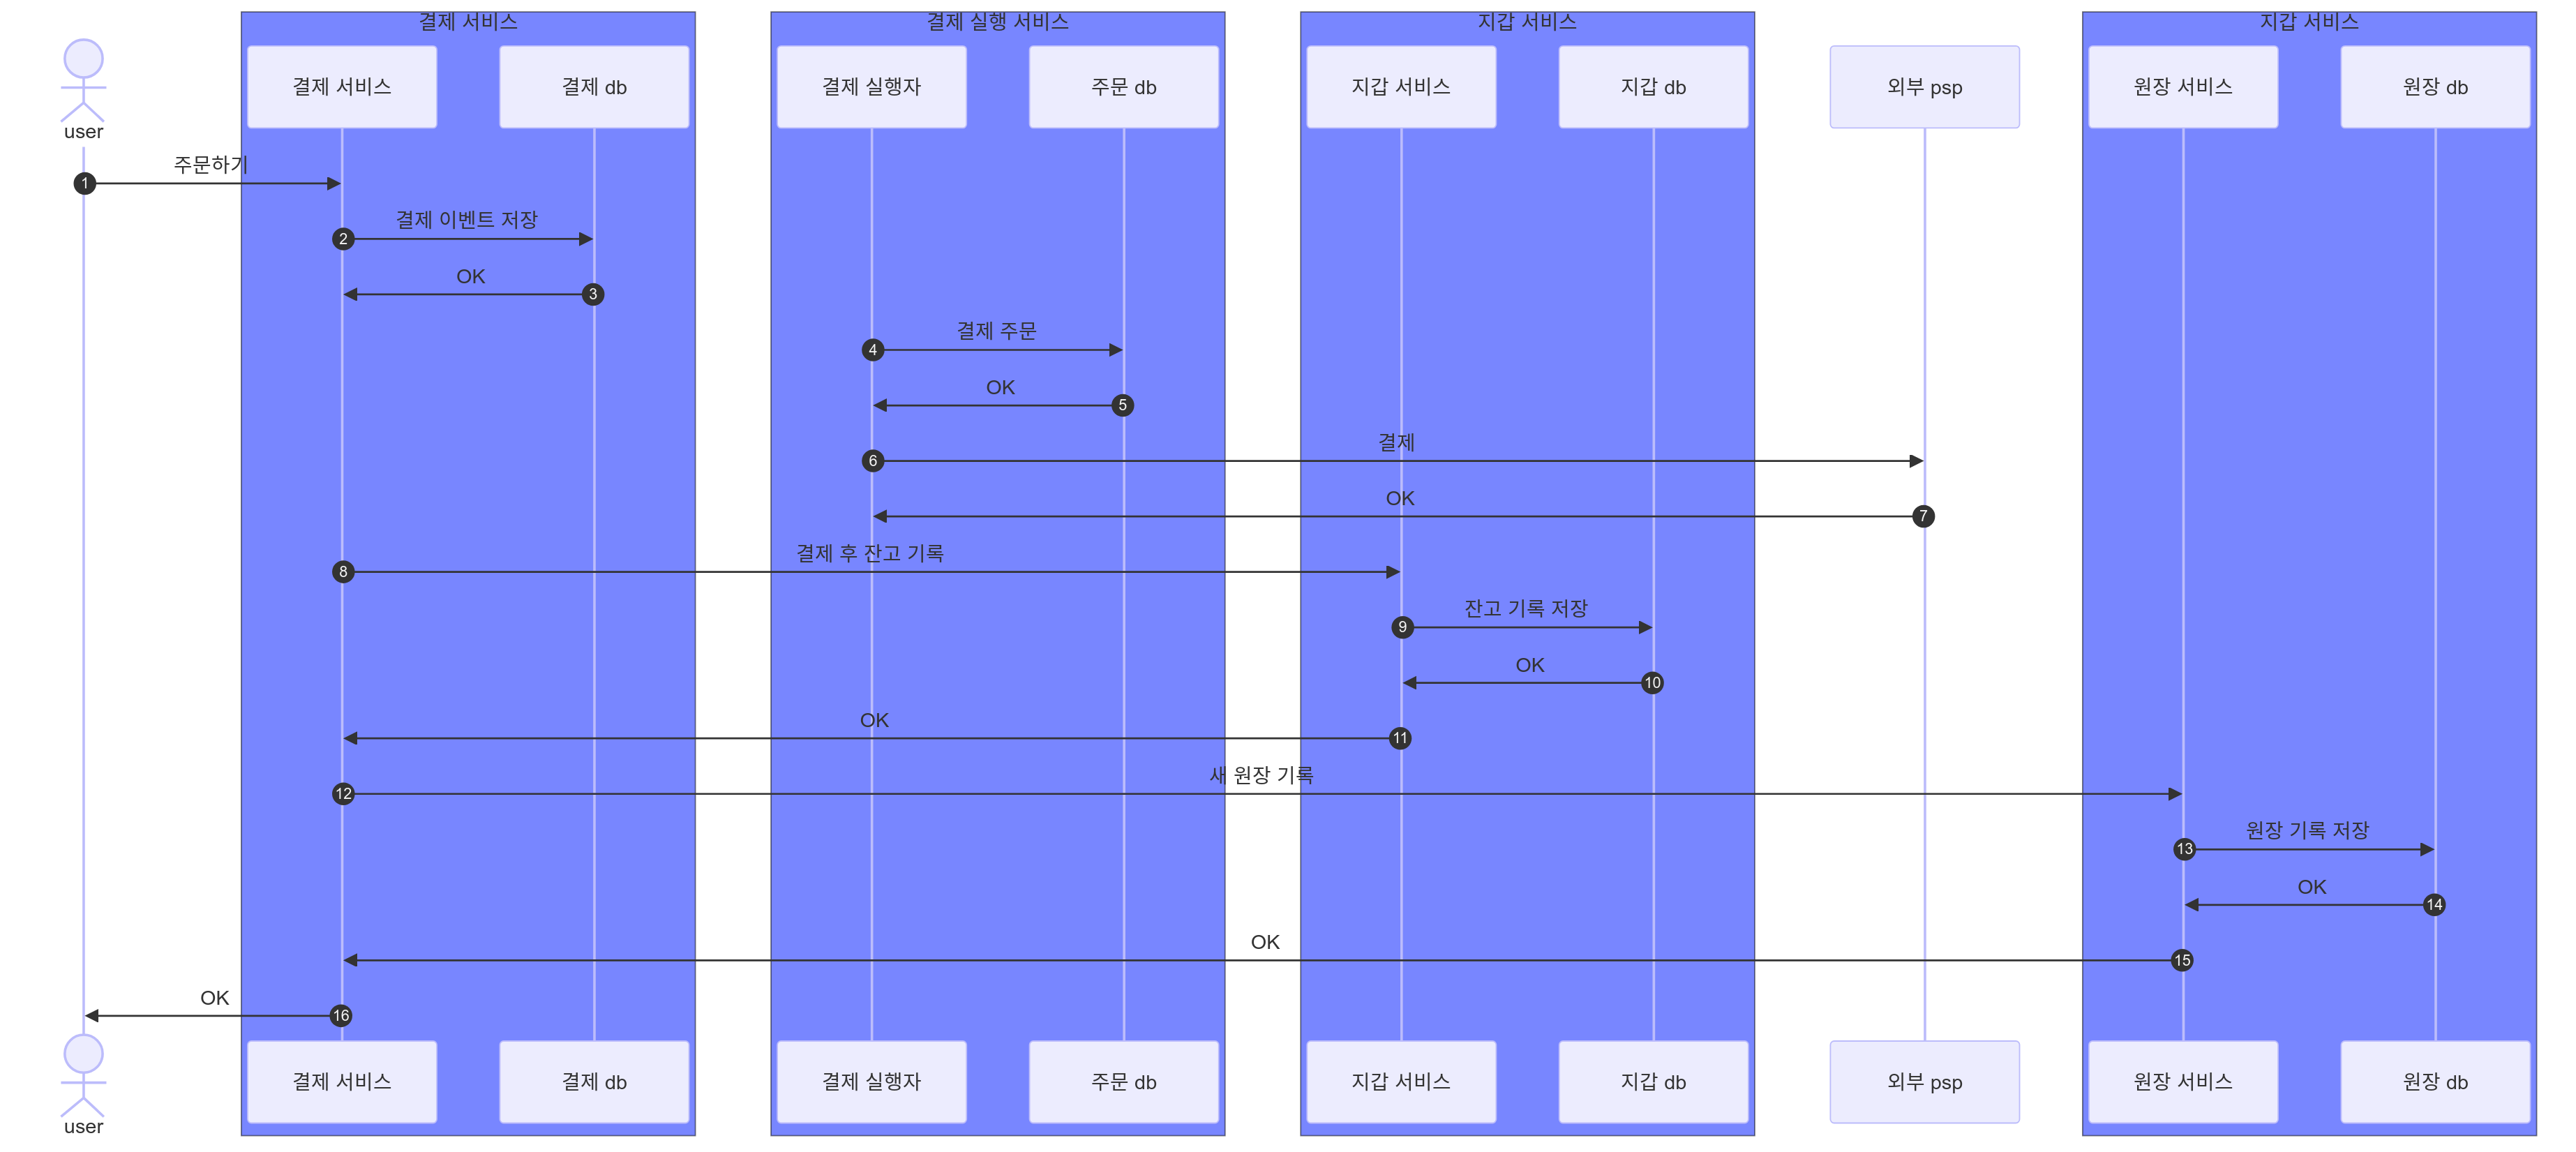 결제 서비스
결제 실행 서비스
지갑 서비스
지갑 서비스
user
결제 서비스
결제 db
결제 실행자
주문 db
지갑 서비스
지갑 db
외부 psp
원장 서비스
원장 db
주문하기
1
결제 이벤트 저장
2
OK
3
결제 주문
4
OK
5
결제
6
OK
7
결제 후 잔고 기록
8
잔고 기록 저장
9
OK
10
OK
11
새 원장 기록
12
원장 기록 저장
13
OK
14
OK
15
OK
16
user
결제 서비스
결제 db
결제 실행자
주문 db
지갑 서비스
지갑 db
외부 psp
원장 서비스
원장 db